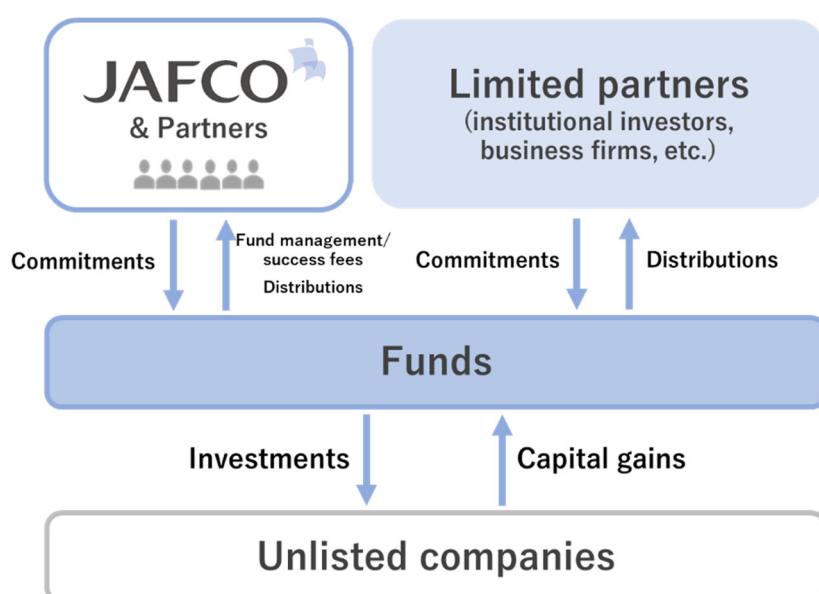 JAFCO
& Partners
Limited partners
(institutional investors,
business firms, etc.)
Commitments
Fund management/
success fees
Distributions
Commitments
Distributions
Funds
Investments
Capital gains
Unlisted companies